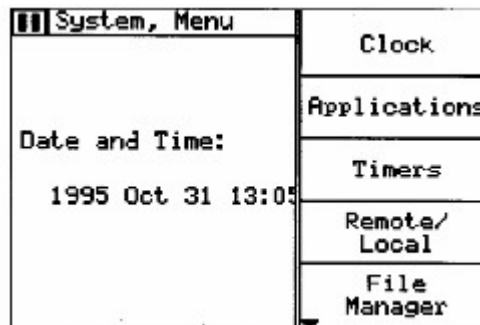 System, Menu
Date and Time:
1995 Oct 31 13:05
Clock
Applications
Timers
Remote/
Local
File
Manager